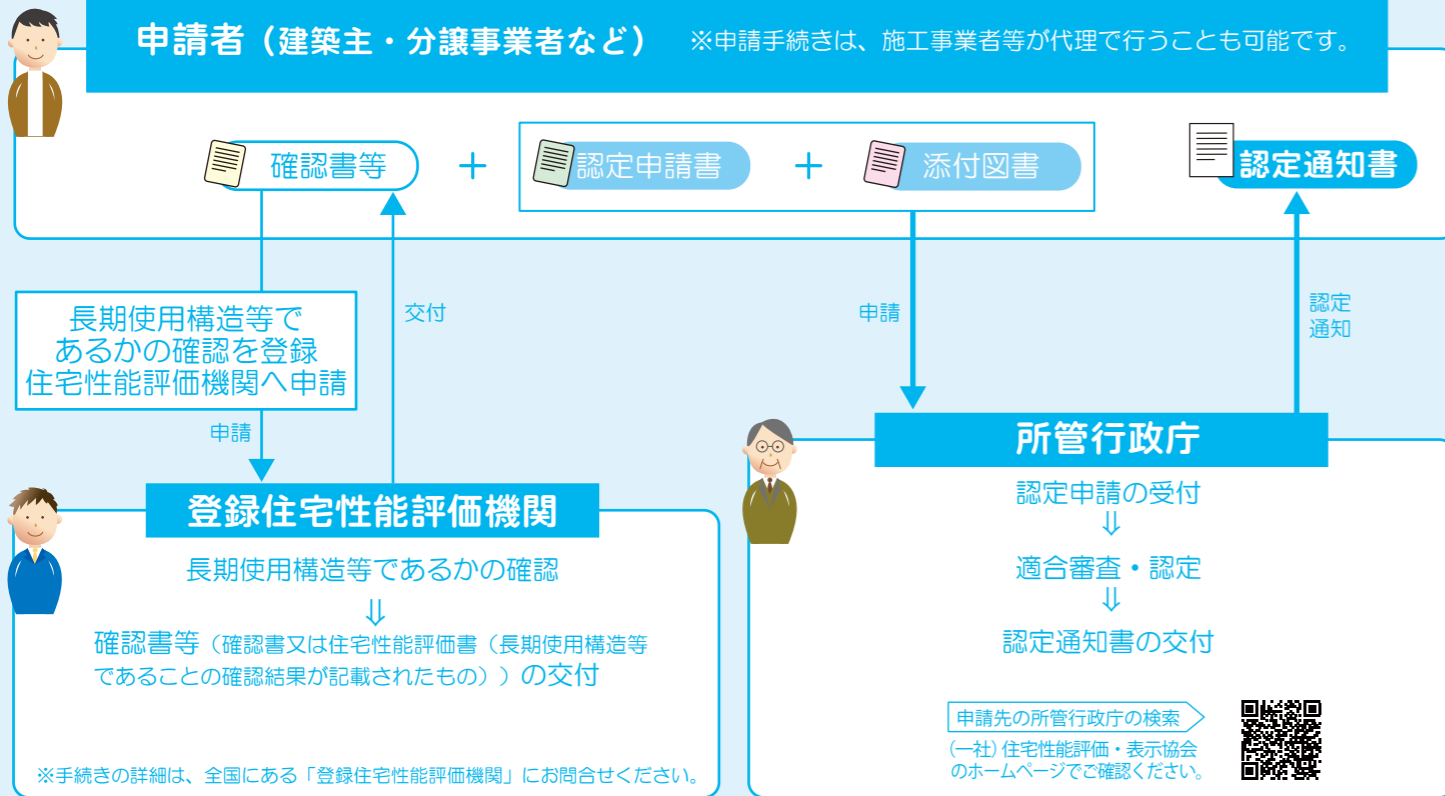 申請者（建築主・分譲事業者など） ※申請手続きは、施工事業者等が代理で行うことも可能です。
確認書等 ＋ 認定申請書 ＋ 添付図書
認定通知書
長期使用構造等で
あるかの確認を登録
住宅性能評価機関へ申請
申請
交付
申請
認定
通知
登録住宅性能評価機関
長期使用構造等であるかの確認
⇓
確認書等（確認書又は住宅性能評価書（長期使用構造等
であることの確認結果が記載されたもの））の交付
※手続きの詳細は、全国にある「登録住宅性能評価機関」にお問合せください。
所管行政庁
認定申請の受付
⇓
適合審査・認定
⇓
認定通知書の交付
申請先の所管行政庁の検索
（一社）住宅性能評価・表示協会
のホームページでご確認ください。